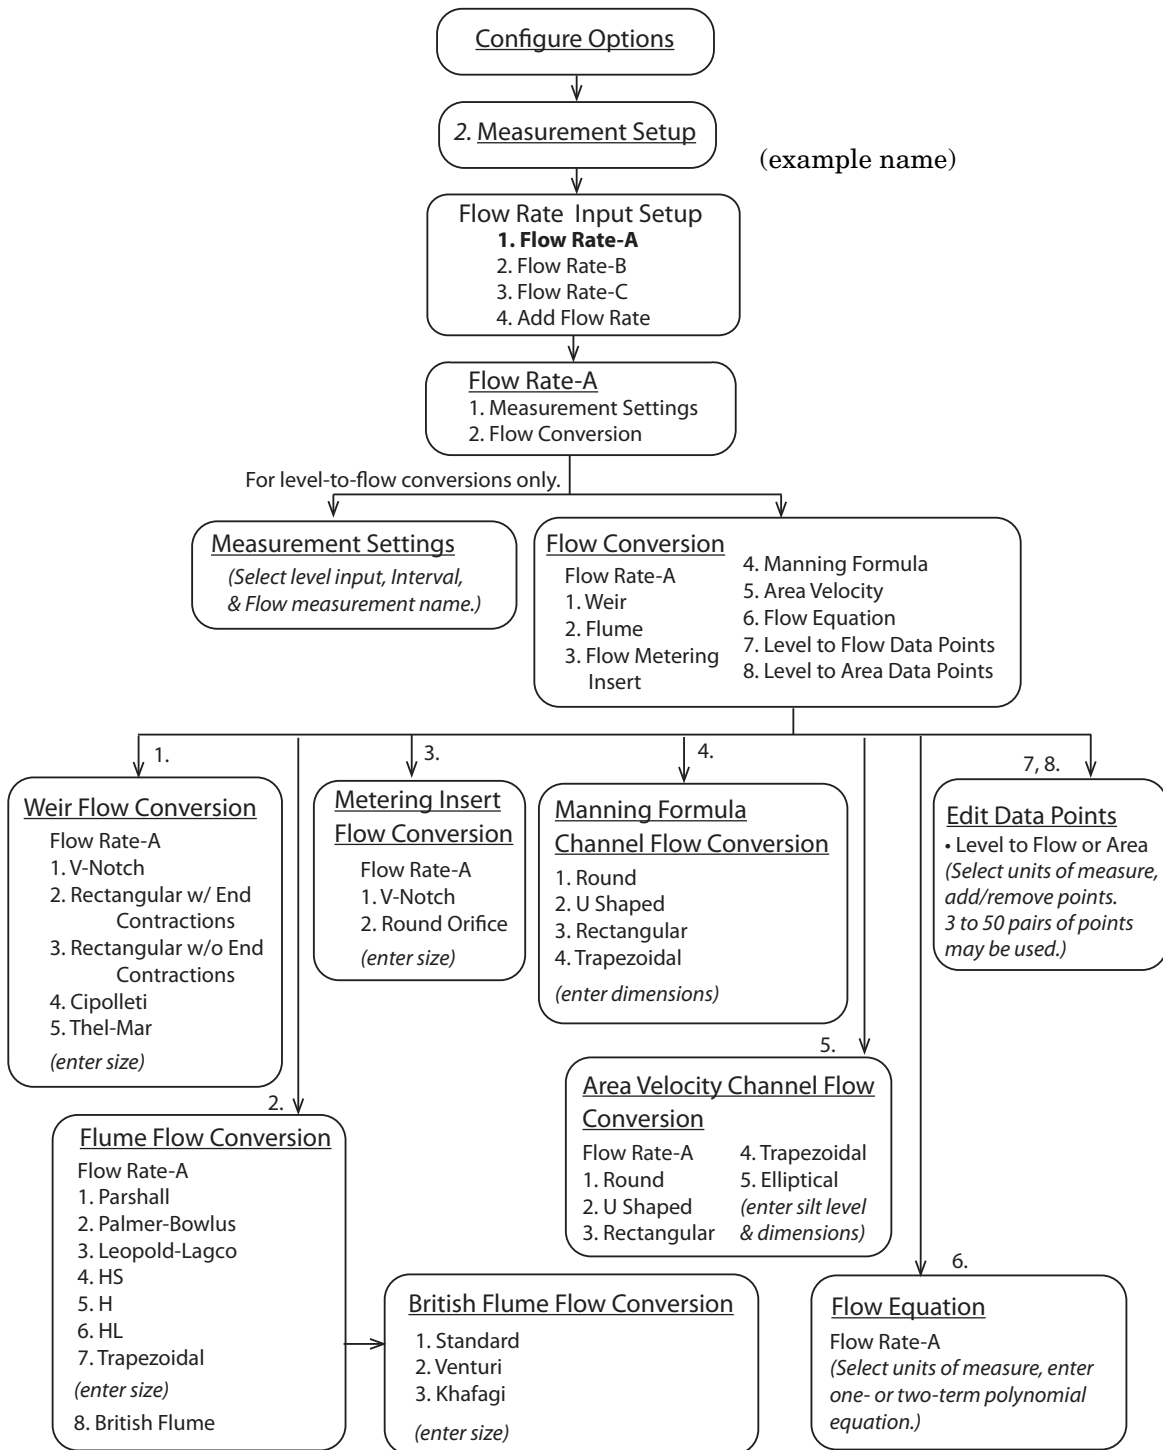 Configure Options
2. Measurement Setup
(example name)
Flow Rate Input Setup
1. Flow Rate-A
2. Flow Rate-B
3. Flow Rate-C
4. Add Flow Rate
Flow Rate-A
1. Measurement Settings
2. Flow Conversion
For level-to-flow conversions only.
Measurement Settings
(Select level input, Interval,
& Flow measurement name.)
Flow Conversion
Flow Rate-A
1. Weir
2. Flume
3. Flow Metering
Insert
4. Manning Formula
5. Area Velocity
6. Flow Equation
7. Level to Flow Data Points
8. Level to Area Data Points
1.
Weir Flow Conversion
Flow Rate-A
1. V-Notch
2. Rectangular w/ End
Contractions
3. Rectangular w/o End
Contractions
4. Cipolleti
5. Thel-Mar
(enter size)
3.
Metering Insert
Flow Conversion
Flow Rate-A
1. V-Notch
2. Round Orifice
(enter size)
4.
Manning Formula
Channel Flow Conversion
1. Round
2. U Shaped
3. Rectangular
4. Trapezoidal
(enter dimensions)
7, 8.
Edit Data Points
• Level to Flow or Area
(Select units of measure,
add/remove points.
3 to 50 pairs of points
may be used.)
5.
Area Velocity Channel Flow
Conversion
Flow Rate-A
1. Round
2. U Shaped
3. Rectangular
4. Trapezoidal
5. Elliptical
(enter silt level
& dimensions)
2.
Flume Flow Conversion
Flow Rate-A
1. Parshall
2. Palmer-Bowlus
3. Leopold-Lagco
4. HS
5. H
6. HL
7. Trapezoidal
(enter size)
8. British Flume
British Flume Flow Conversion
1. Standard
2. Venturi
3. Khafagi
(enter size)
6.
Flow Equation
Flow Rate-A
(Select units of measure, enter
one- or two-term polynomial
equation.)